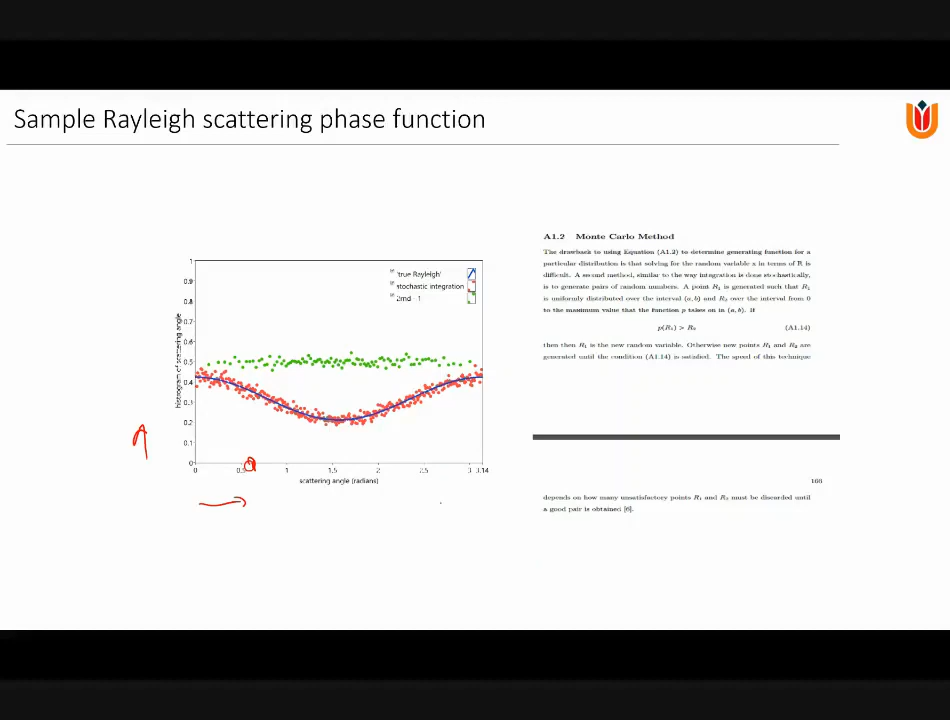 Sample Rayleigh scattering phase function
1
0.9
0.8
0.7
0.6
0.5
0.4
0.3
0.2
0.1
0
histogram of scattering angle
'true Rayleigh'
stochastic integration
2rnd - 1
0 0.5 1 1.5 2 2.5 3 3.14
scattering angle (radians)
A1.2 Monte Carlo Method
The drawback to using Equation (A1.2) to determine generating function for a
particular distribution is that solving for the random variable x in terms of R is
difficult. A second method, similar to the way integration is done stochastically,
is to generate pairs of random numbers. A point R₁ is generated such that R₁
is uniformly distributed over the interval (a, b) and R₂ over the interval from 0
to the maximum value that the function p takes on in (a, b). If
p(R₁) > R₂ (A1.14)
then then R₁ is the new random variable. Otherwise new points R₁ and R₂ are
generated until the condition (A1.14) is satisfied. The speed of this technique
166
depends on how many unsatisfactory points R₁ and R₂ must be discarded until
a good pair is obtained [6].